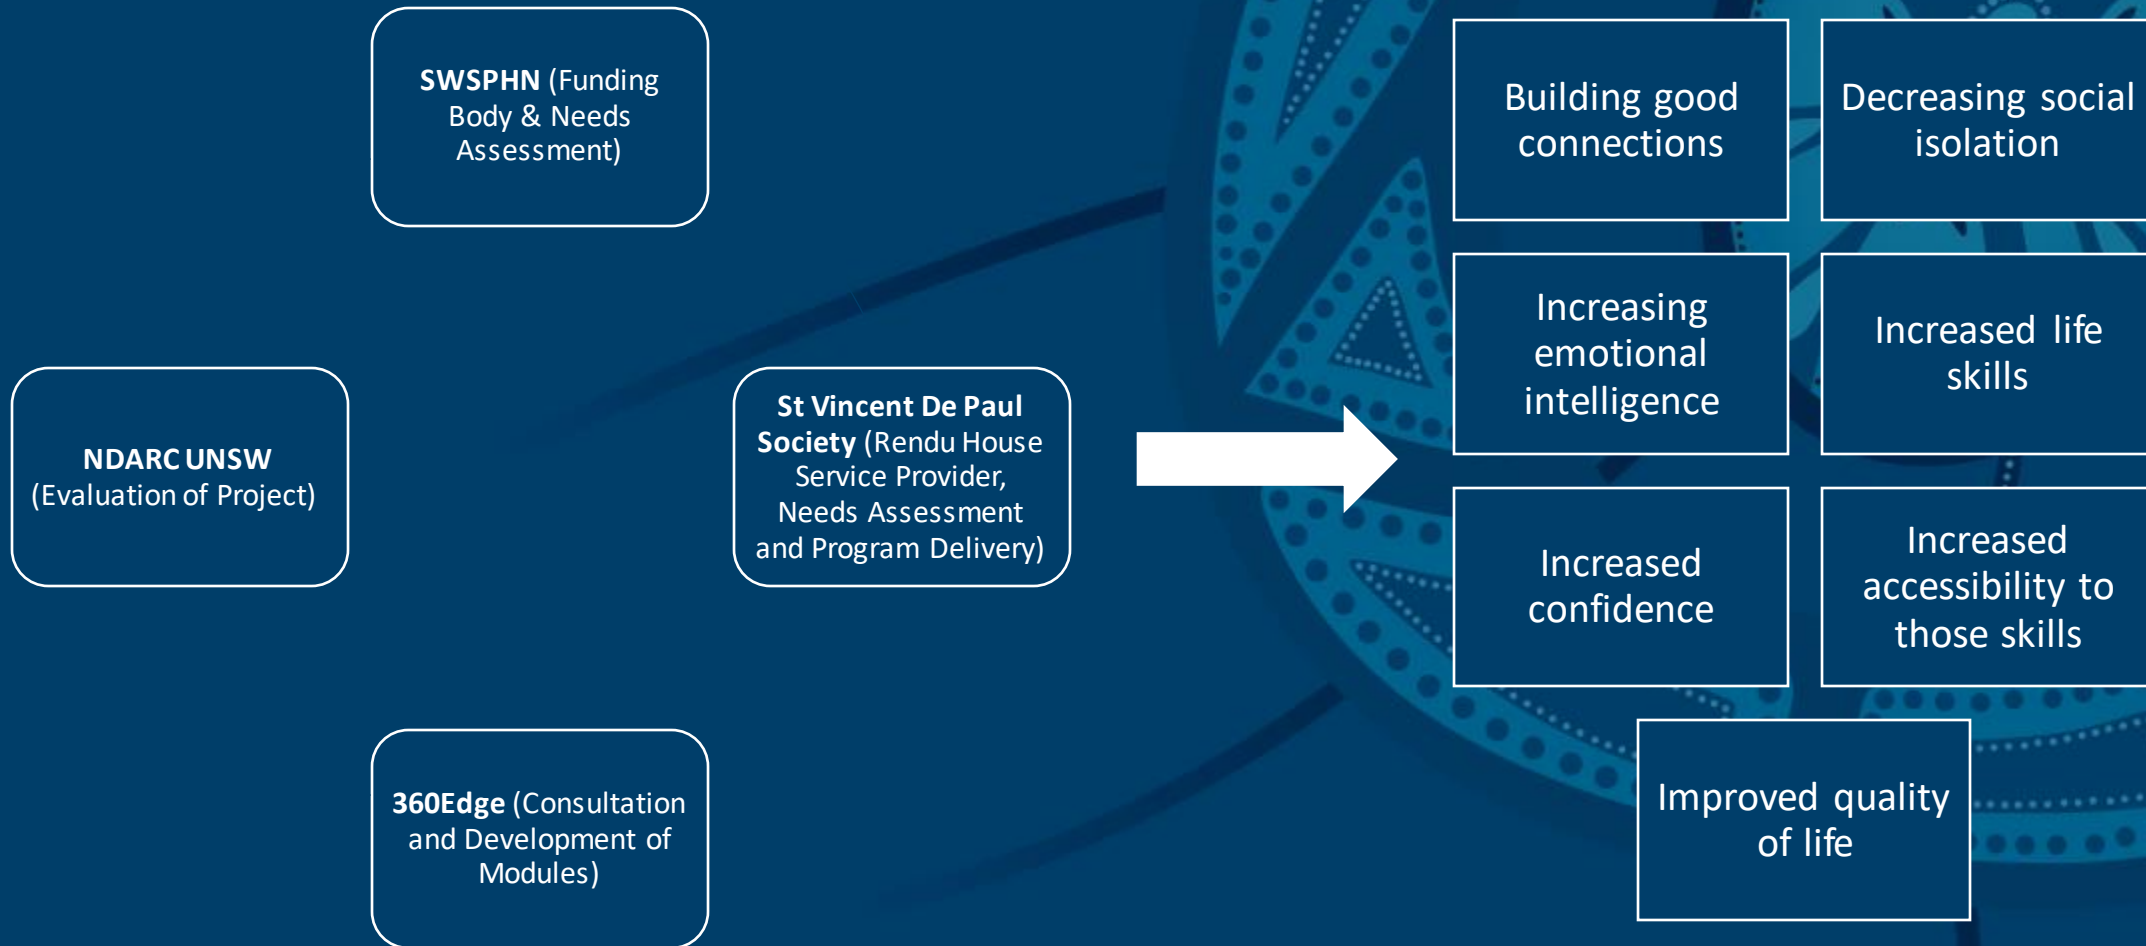 SWSPHN (Funding
Body & Needs
Assessment)
NDARC UNSW
(Evaluation of Project)
St Vincent De Paul
Society (Rendu House
Service Provider,
Needs Assessment
and Program Delivery)
360Edge (Consultation
and Development of
Modules)
Building good
connections
Decreasing social
isolation
Increasing
emotional
intelligence
Increased life
skills
Increased
confidence
Increased
accessibility to
those skills
Improved quality
of life